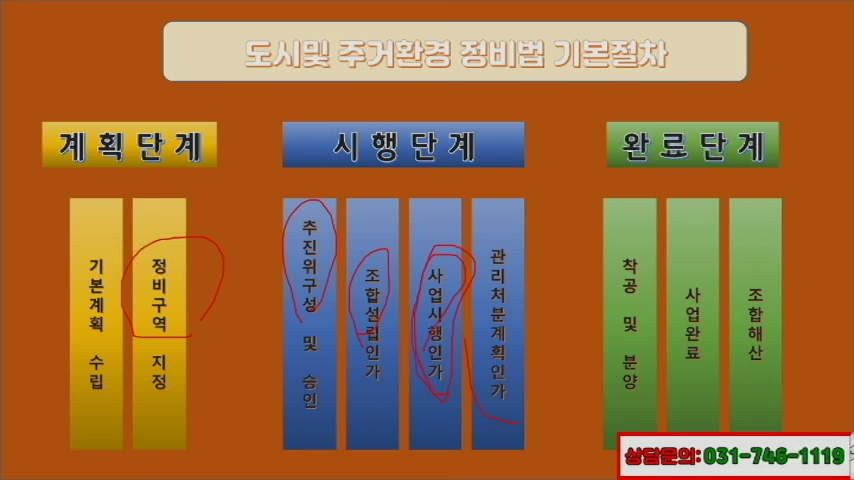 도시및 주거환경 정비법 기본절차
계획단계
시행단계
완료단계
기본계획 수립
정비구역 지정
추진위구성 및 승인
조합설립인가
사업시행인가
관리처분계획인가
착공 및 분양
사업완료
조합해산
상담문의:031-746-1119